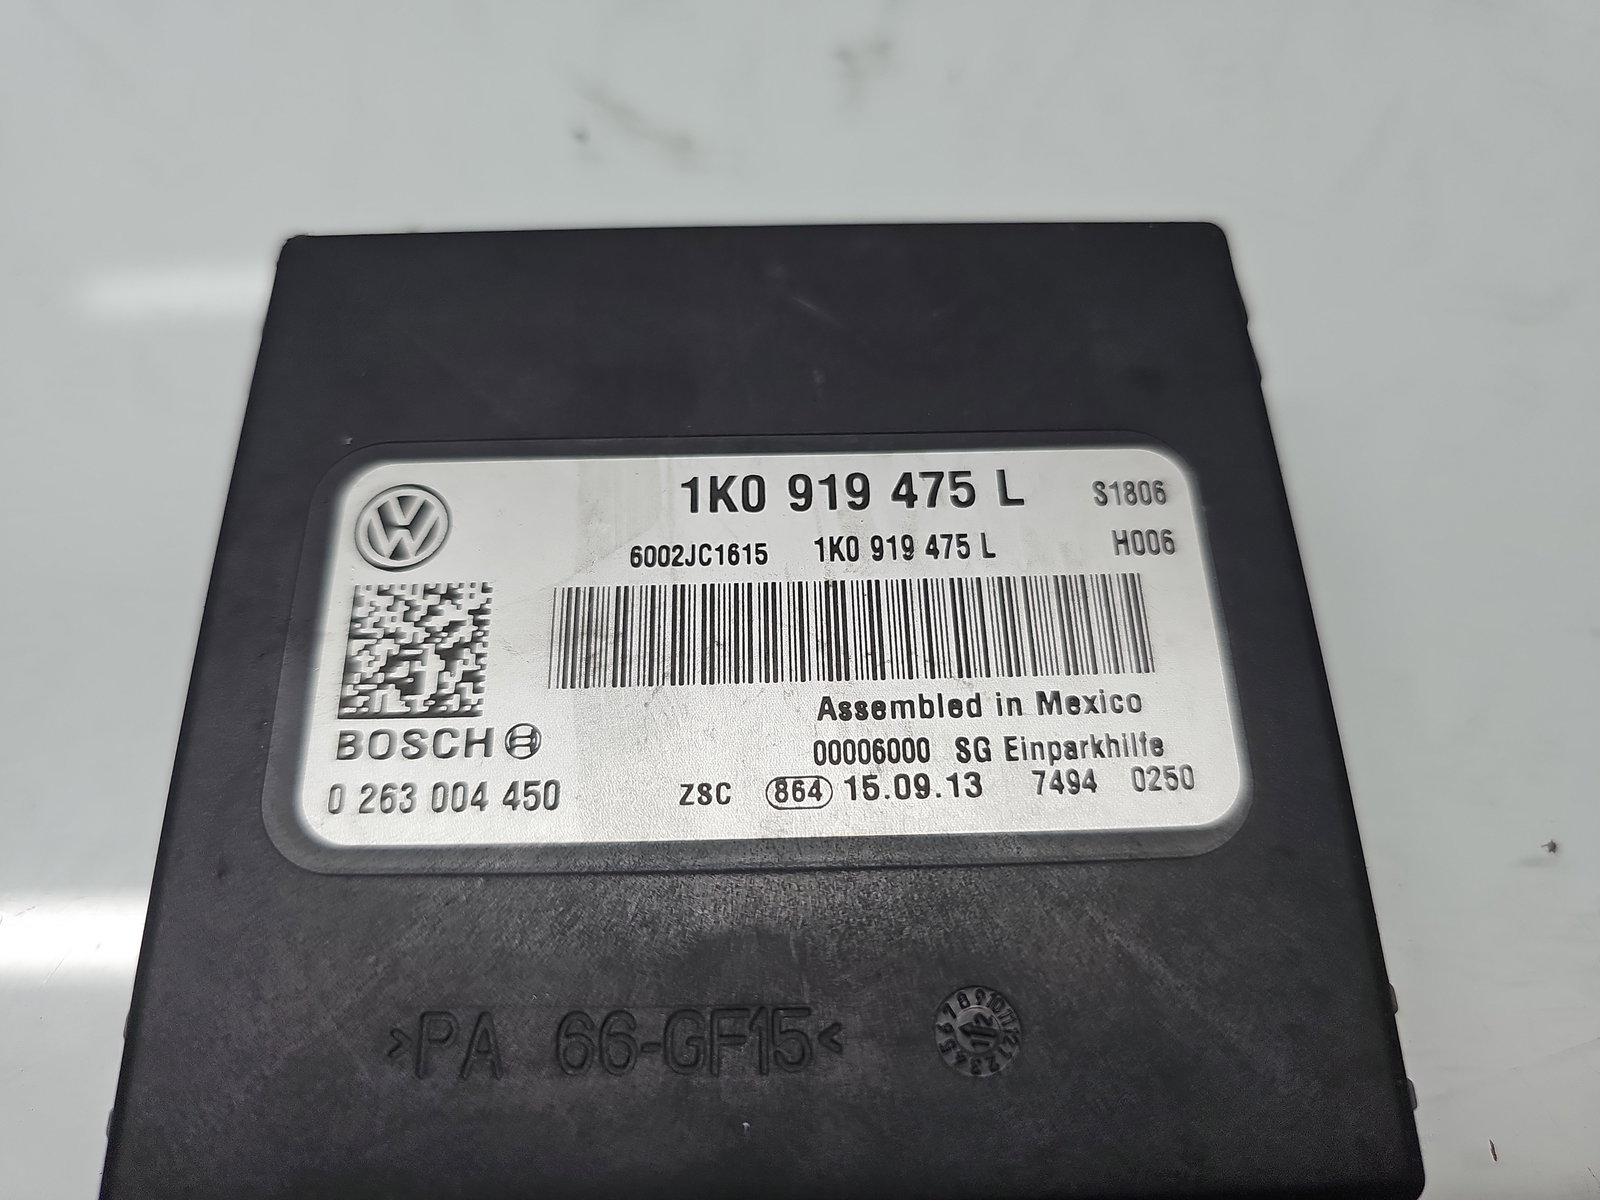 1K0 919 475 L S1806
6002JC1615 1K0 919 475 L H006
Assembled in Mexico
BOSCH 00006000 SG Einparkhilfe
0 263 004 450 ZSC 864 15.09.13 7494 0250
>PA 66-GF15<